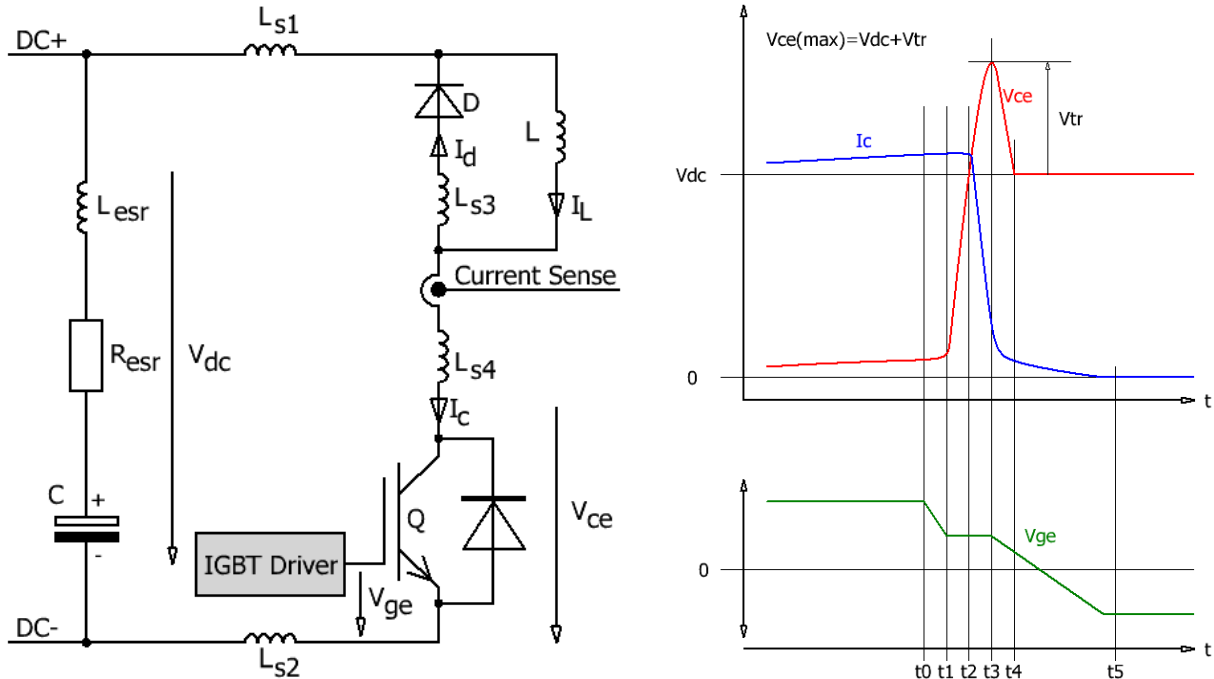 Ls1
DC+
D
L
Id
Ls3
IL
Lesr
Current Sense
Resr
Vdc
Ls4
Ic
C
+
-
Q
Vce
IGBT Driver
Vge
DC-
Ls2
Vce(max)=Vdc+Vtr
Vce
Vtr
Ic
Vdc
0
t
Vge
0
t
t0 t1 t2 t3 t4 t5